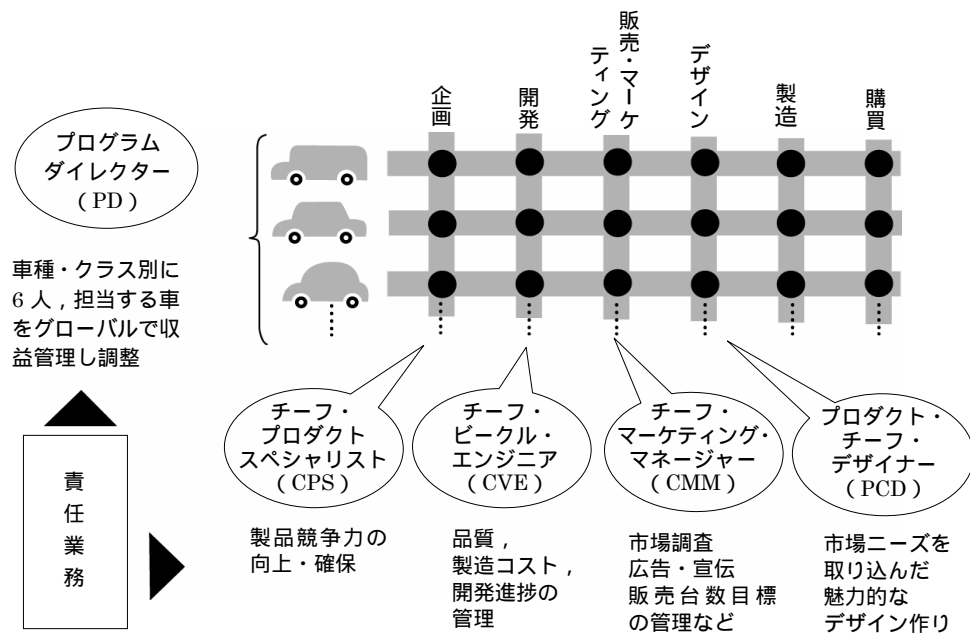 企画
開発
販売・マーケ
ティング
デザイン
製造
購買
プログラム
ダイレクター
（PD）
車種・クラス別に
6人，担当する車
をグローバルで収
益管理し調整
責任業務
チーフ・
プロダクト
スペシャリスト
（CPS）
製品競争力の
向上・確保
チーフ・
ビークル・
エンジニア
（CVE）
品質，
製造コスト，
開発進捗の
管理
チーフ・
マーケティング・
マネージャー
（CMM）
市場調査
広告・宣伝
販売台数目標
の管理など
プロダクト・
チーフ・
デザイナー
（PCD）
市場ニーズを
取り込んだ
魅力的な
デザイン作り